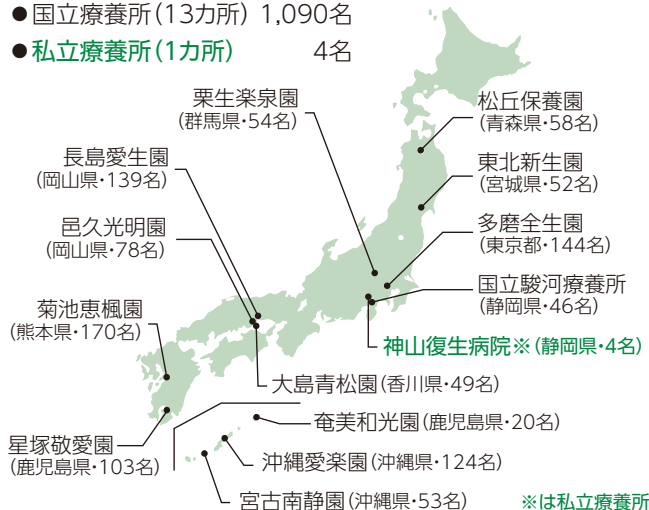 ●国立療養所(13カ所) 1,090名
●私立療養所(1カ所) 4名
栗生楽泉園
(群馬県・54名)
松丘保養園
(青森県・58名)
長島愛生園
(岡山県・139名)
東北新生園
(宮城県・52名)
邑久光明園
(岡山県・78名)
多磨全生園
(東京都・144名)
国立駿河療養所
(静岡県・46名)
菊池恵楓園
(熊本県・170名)
神山復生病院※(静岡県・4名)
大島青松園(香川県・49名)
奄美和光園(鹿児島県・20名)
星塚敬愛園
(鹿児島県・103名)
沖縄愛楽園(沖縄県・124名)
宮古南静園(沖縄県・53名)
※は私立療養所